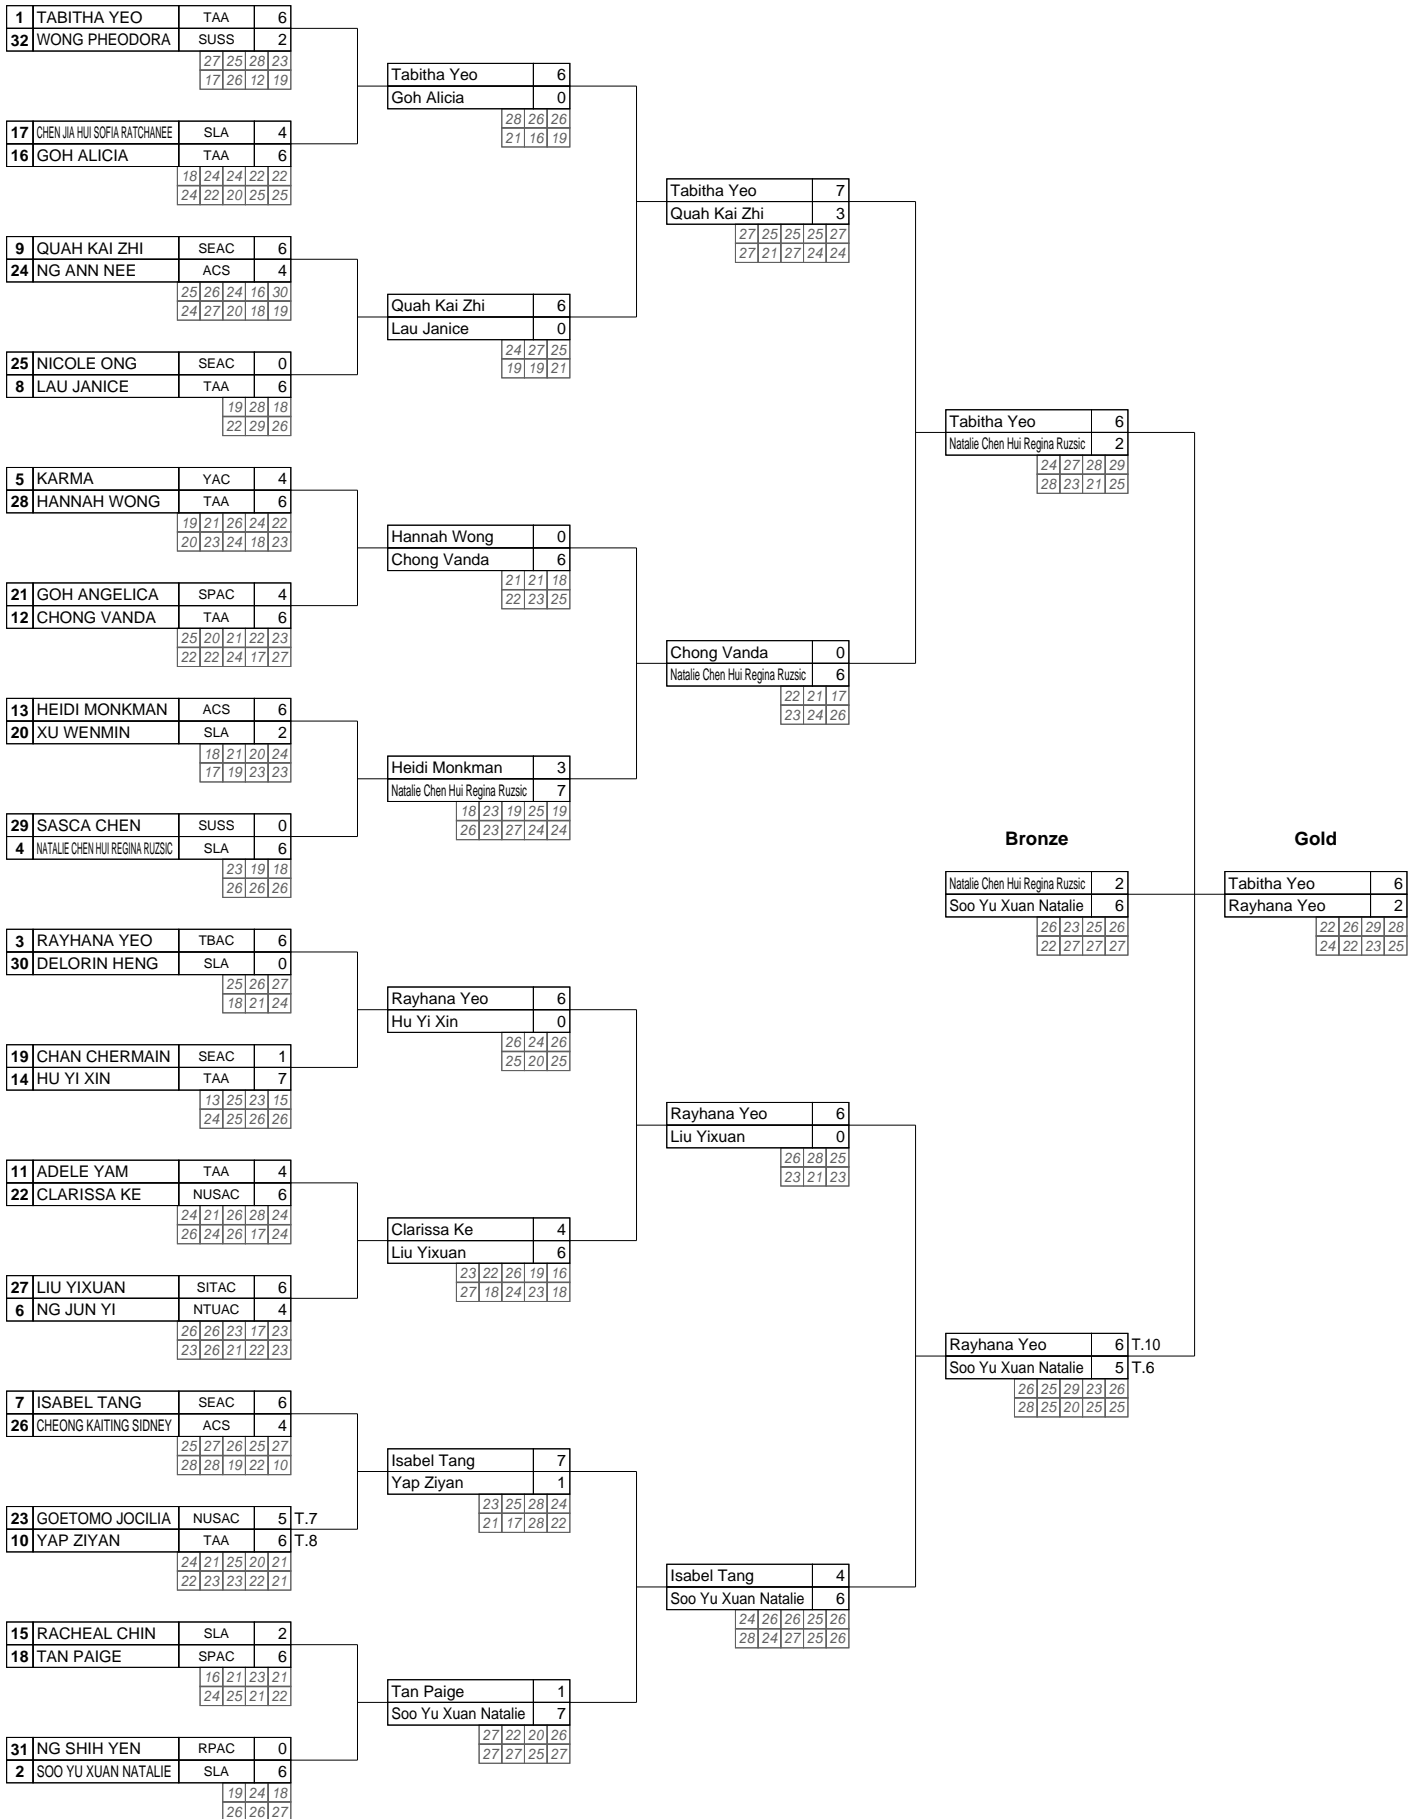 1 TABITHA YEO TAA 6
32 WONG PHEODORA SUSS 2
27 25 28 23
17 26 12 19
17 CHEN JIA HUI SOFIA RATCHANEE SLA 4
16 GOH ALICIA TAA 6
18 24 24 22 22
24 22 20 25 25
9 QUAH KAI ZHI SEAC 6
24 NG ANN NEE ACS 4
25 26 24 16 30
24 27 20 18 19
25 NICOLE ONG SEAC 0
8 LAU JANICE TAA 6
19 28 18
22 29 26
5 KARMA YAC 4
28 HANNAH WONG TAA 6
19 21 26 24 22
20 23 24 18 23
21 GOH ANGELICA SPAC 4
12 CHONG VANDA TAA 6
25 20 21 22 23
22 22 24 17 27
13 HEIDI MONKMAN ACS 6
20 XU WENMIN SLA 2
18 21 20 24
17 19 23 23
29 SASCA CHEN SUSS 0
4 NATALIE CHEN HUI REGINA RUZSIC SLA 6
23 19 18
26 26 26
3 RAYHANA YEO TBAC 6
30 DELORIN HENG SLA 0
25 26 27
18 21 24
19 CHAN CHERMAIN SEAC 1
14 HU YI XIN TAA 7
13 25 23 15
24 25 26 26
11 ADELE YAM TAA 4
22 CLARISSA KE NUSAC 6
24 21 26 28 24
26 24 26 17 24
27 LIU YIXUAN SITAC 6
6 NG JUN YI NTUAC 4
26 26 23 17 23
23 26 21 22 23
7 ISABEL TANG SEAC 6
26 CHEONG KAITING SIDNEY ACS 4
25 27 26 25 27
28 28 19 22 10
23 GOETOMO JOCILIA NUSAC 5 T.7
10 YAP ZIYAN TAA 6 T.8
24 21 25 20 21
22 23 23 22 21
15 RACHEAL CHIN SLA 2
18 TAN PAIGE SPAC 6
16 21 23 21
24 25 21 22
31 NG SHIH YEN RPAC 0
2 SOO YU XUAN NATALIE SLA 6
19 24 18
26 26 27
Tabitha Yeo 6
Goh Alicia 0
28 26 26
21 16 19
Quah Kai Zhi 6
Lau Janice 0
24 27 25
19 19 21
Hannah Wong 0
Chong Vanda 6
21 21 18
22 23 25
Heidi Monkman 3
Natalie Chen Hui Regina Ruzsic 7
18 23 19 25 19
26 23 27 24 24
Rayhana Yeo 6
Hu Yi Xin 0
26 24 26
25 20 25
Clarissa Ke 4
Liu Yixuan 6
23 22 26 19 16
27 18 24 23 18
Isabel Tang 7
Yap Ziyan 1
23 25 28 24
21 17 28 22
Tan Paige 1
Soo Yu Xuan Natalie 7
27 22 20 26
27 27 25 27
Tabitha Yeo 7
Quah Kai Zhi 3
27 25 25 25 27
27 21 27 24 24
Chong Vanda 0
Natalie Chen Hui Regina Ruzsic 6
22 21 17
23 24 26
Rayhana Yeo 6
Liu Yixuan 0
26 28 25
23 21 23
Isabel Tang 4
Soo Yu Xuan Natalie 6
24 26 26 25 26
28 24 27 25 26
Tabitha Yeo 6
Natalie Chen Hui Regina Ruzsic 2
24 27 28 29
28 23 21 25
Rayhana Yeo 6 T.10
Soo Yu Xuan Natalie 5 T.6
26 25 29 23 26
28 25 20 25 25
Bronze
Natalie Chen Hui Regina Ruzsic 2
Soo Yu Xuan Natalie 6
26 23 25 26
22 27 27 27
Gold
Tabitha Yeo 6
Rayhana Yeo 2
22 26 29 28
24 22 23 25